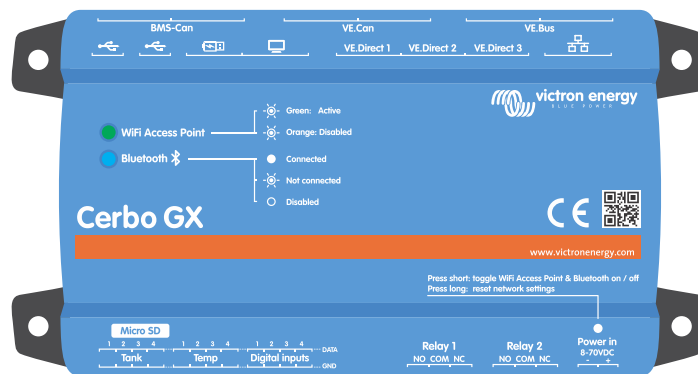 BMS-Can VE.Can VE.Bus
VE.Direct 1 VE.Direct 2 VE.Direct 3
victron energy
BLUE POWER
Green: Active
WiFi Access Point
Orange: Disabled
Bluetooth
Connected
Not connected
Disabled
Cerbo GX
CE
www.victronenergy.com
Press short: toggle WiFi Access Point & Bluetooth on / off
Press long: reset network settings
Micro SD
1 2 3 4 1 2 3 4 1 2 3 4 DATA
Tank Temp Digital inputs
GND
Relay 1
NO COM NC
Relay 2
NO COM NC
Power in
8-70VDC
- +